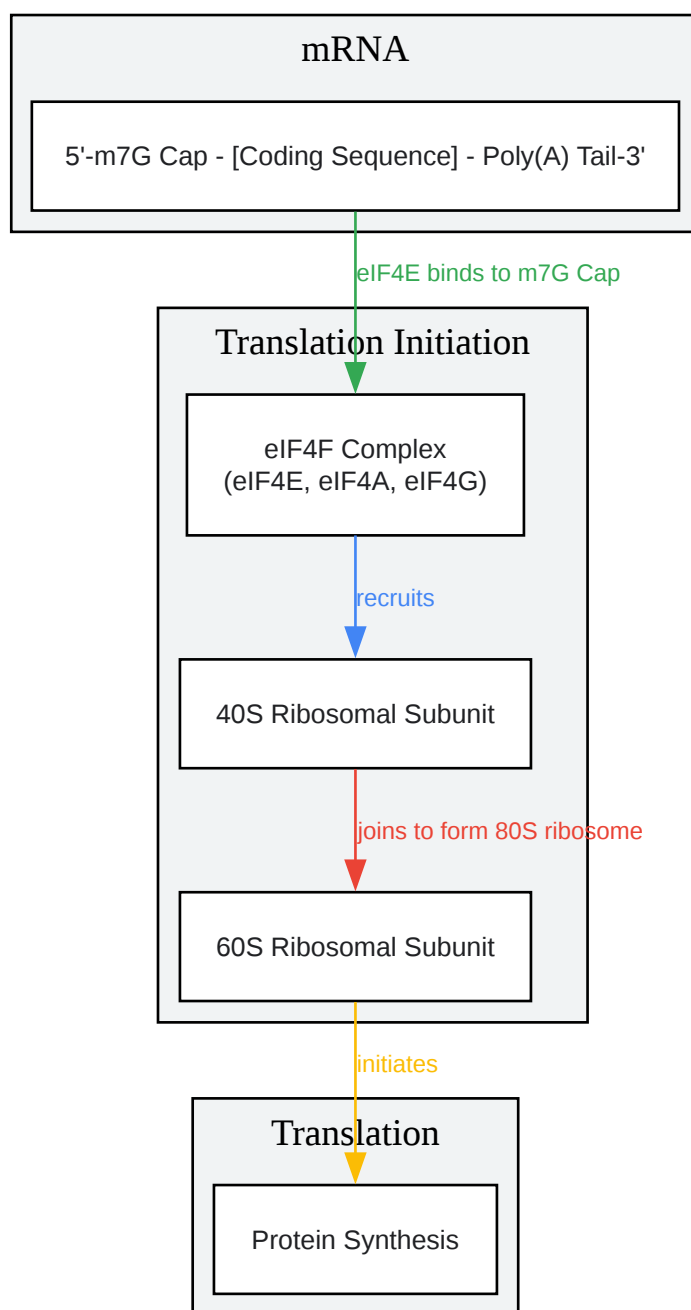 mRNA
5'-m7G Cap - [Coding Sequence] - Poly(A) Tail-3'
eIF4E binds to m7G Cap
Translation Initiation
eIF4F Complex
(eIF4E, eIF4A, eIF4G)
recruits
40S Ribosomal Subunit
joins to form 80S ribosome
60S Ribosomal Subunit
initiates
Translation
Protein Synthesis